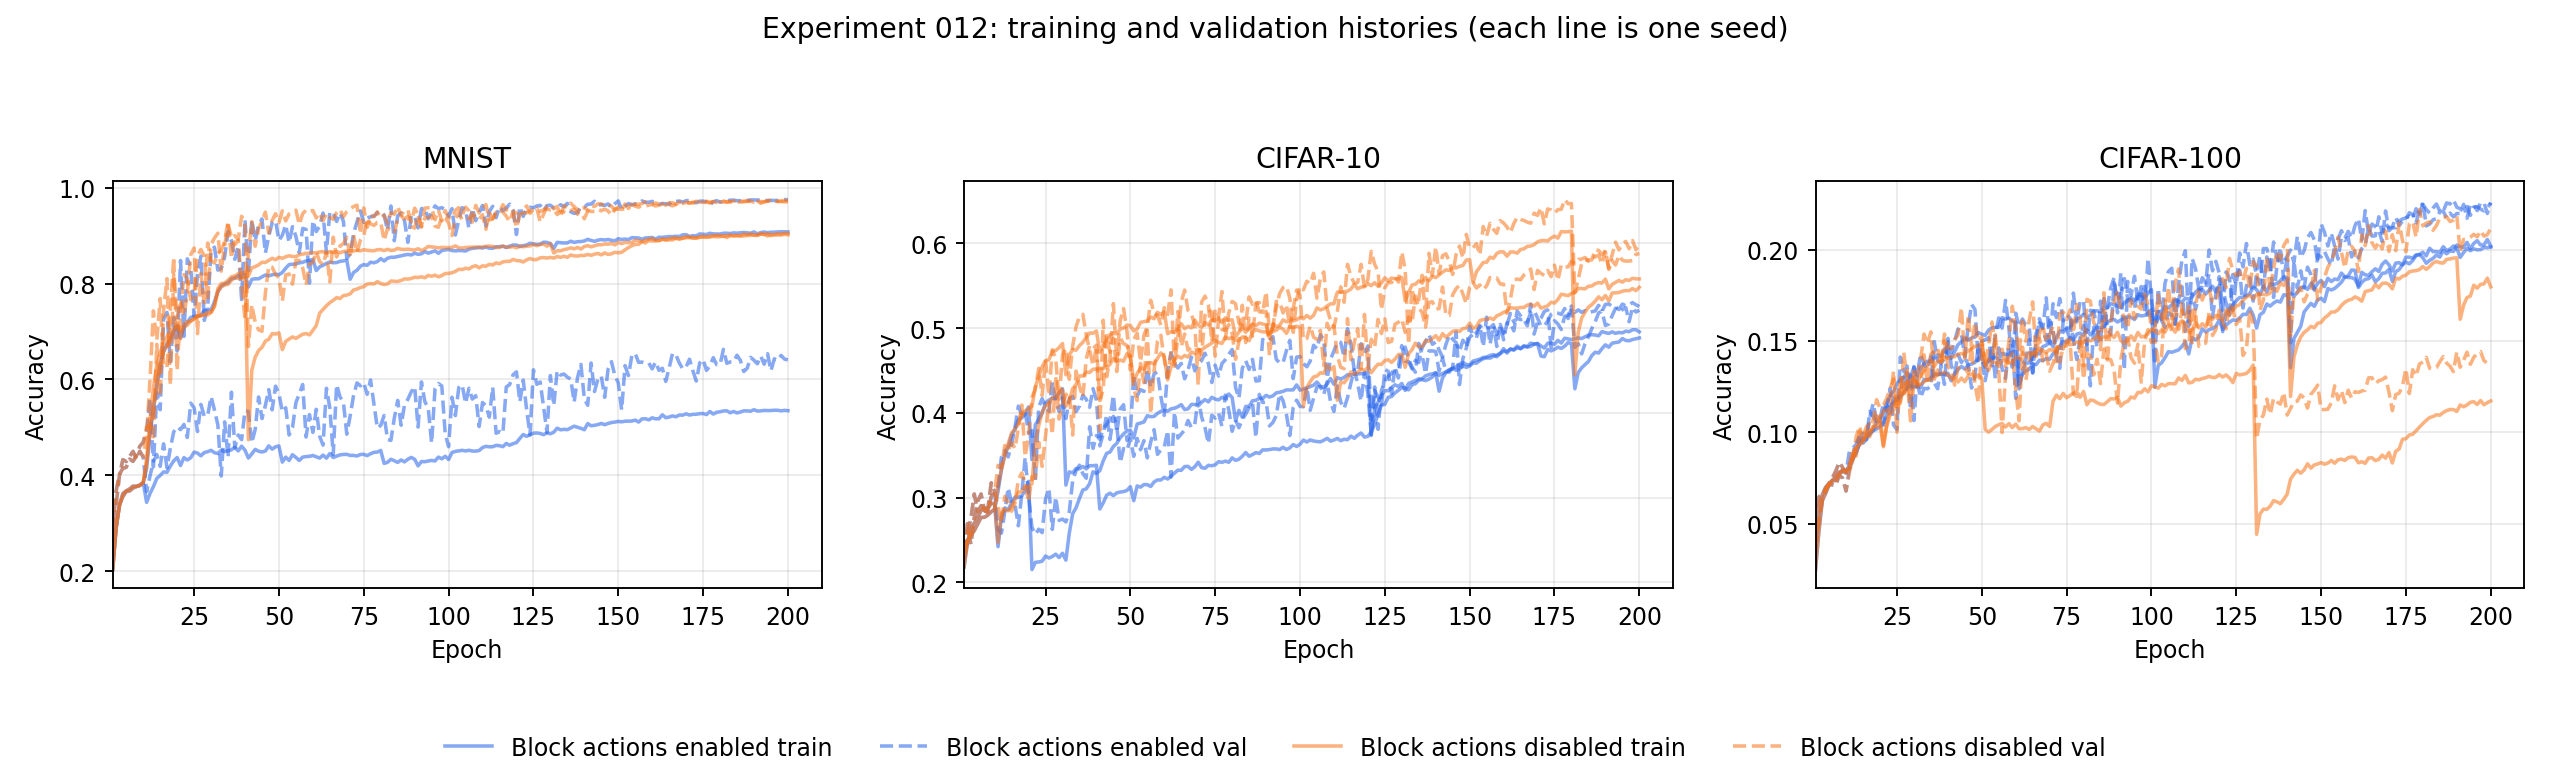 Experiment 012: training and validation histories (each line is one seed)
MNIST
CIFAR-10
CIFAR-100
1.0
0.8
0.6
0.4
0.2
Accuracy
25 50 75 100 125 150 175 200
Epoch
0.6
0.5
0.4
0.3
0.2
Accuracy
25 50 75 100 125 150 175 200
Epoch
0.20
0.15
0.10
0.05
Accuracy
25 50 75 100 125 150 175 200
Epoch
Block actions enabled train
Block actions enabled val
Block actions disabled train
Block actions disabled val